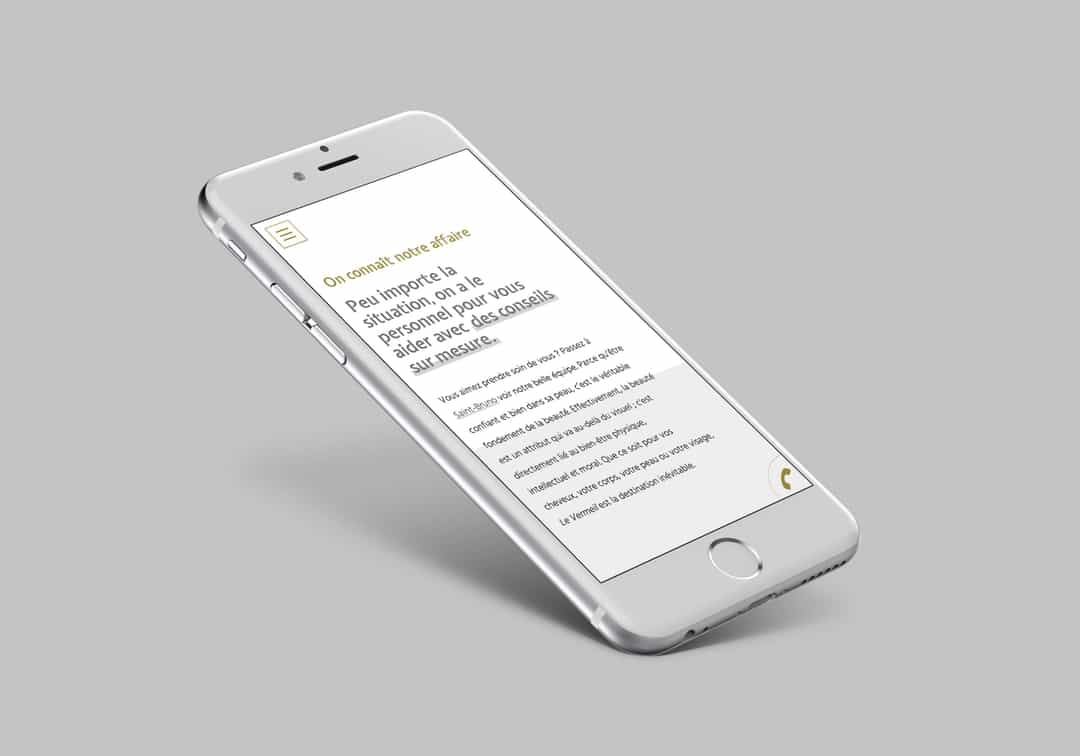 On connaît notre affaire
Peu importe la
situation, on a le
personnel pour vous
aider avec des conseils
sur mesure.
Vous aimez prendre soin de vous ? Passez à
Saint-Bruno voir notre belle équipe. Parce qu'être
confiant et bien dans sa peau, c'est le véritable
fondement de la beauté. Effectivement, la beauté
est un attribut qui va au-delà du visuel ; c'est
directement lié au bien-être physique,
intellectuel et moral. Que ce soit pour vos
cheveux, votre corps, votre peau ou votre visage,
Le Vermeil est la destination inévitable.